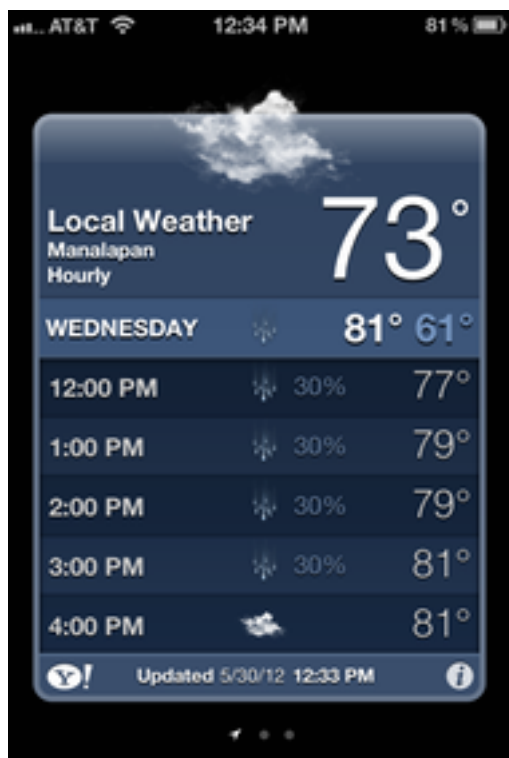 AT&T 12:34 PM 81%
Local Weather
Manalapan
Hourly
73°
WEDNESDAY 81° 61°
12:00 PM 30% 77°
1:00 PM 30% 79°
2:00 PM 30% 79°
3:00 PM 30% 81°
4:00 PM 81°
Y! Updated 5/30/12 12:33 PM i